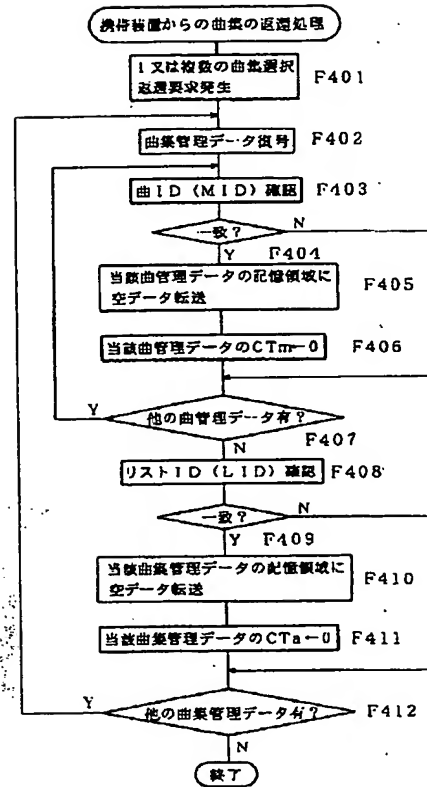 携帯装置からの曲集の返還処理
1又は複数の曲集選択
返還要求発生
F401
曲集管理データ復号
F402
曲ID(MID)確認
F403
一致?
N
Y
F404
当該曲管理データの記憶領域に
空データ転送
F405
当該曲管理データのCTm←0
F406
Y
他の曲管理データ有?
F407
N
リストID(LID)確認
F408
一致?
N
Y
F409
当該曲集管理データの記憶領域に
空データ転送
F410
当該曲集管理データのCTa←0
F411
Y
他の曲集管理データ有?
F412
N
終了